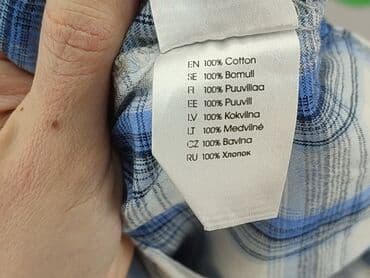 EN 100% Cotton
SE 100% Bomull
FI 100% Puuvillaa
EE 100% Puuvill
LV 100% Kokvilna
LT 100% Medvilnė
CZ 100% Bavlna
RU 100% Хлопок